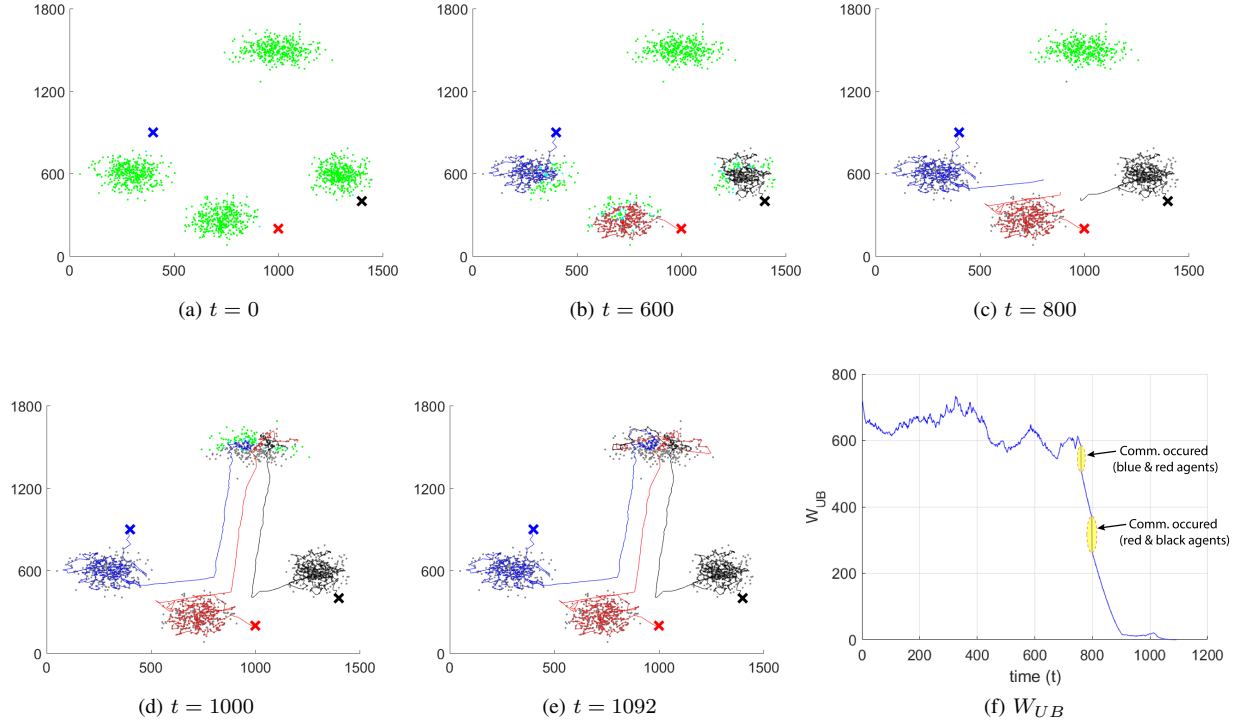 1800
1200
600
0
0 500 1000 1500
(a) t = 0
1800
1200
600
0
0 500 1000 1500
(b) t = 600
1800
1200
600
0
0 500 1000 1500
(c) t = 800
1800
1200
600
0
0 500 1000 1500
(d) t = 1000
1800
1200
600
0
0 500 1000 1500
(e) t = 1092
800
600
400
200
0
W_UB
Comm. occured
(blue & red agents)
Comm. occured
(red & black agents)
0 200 400 600 800 1000 1200
time (t)
(f) W_UB